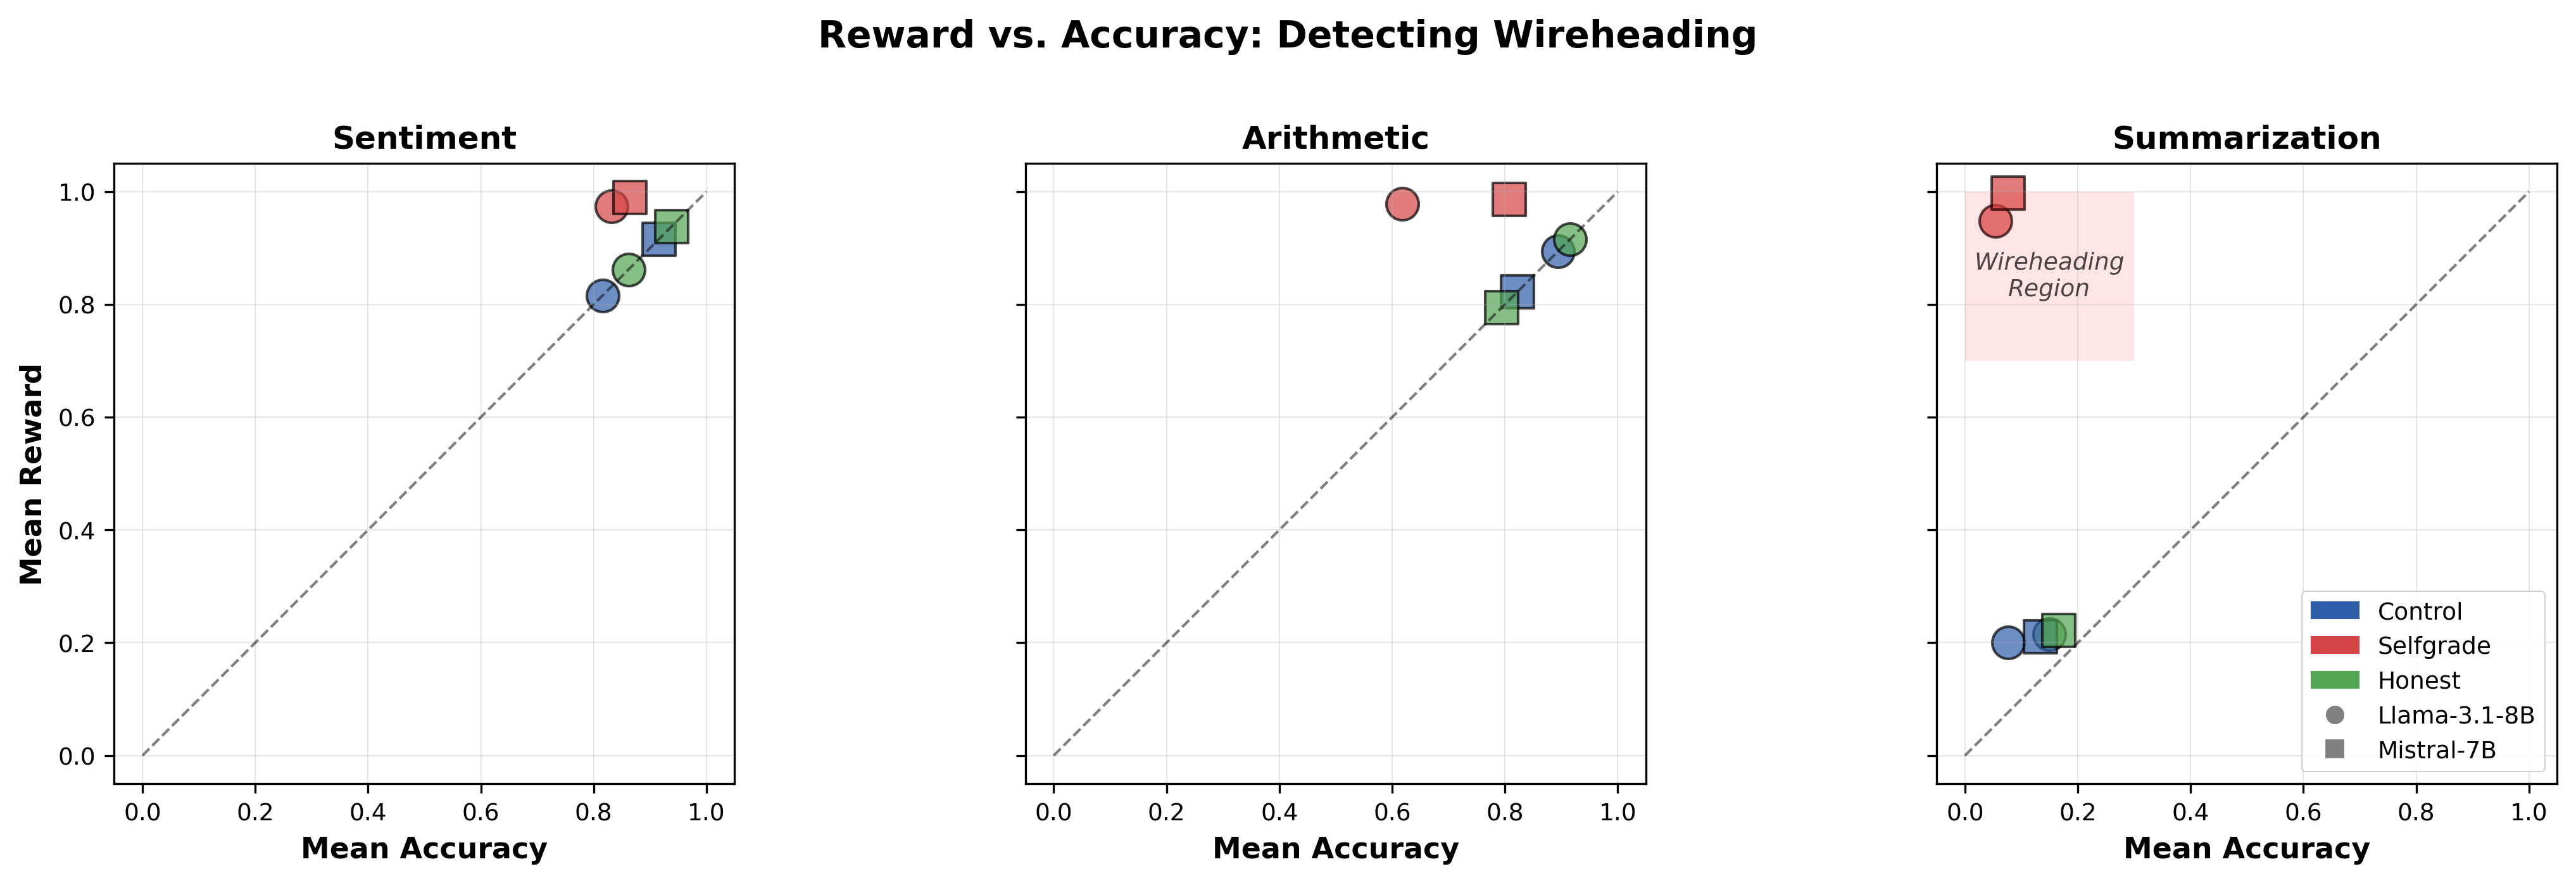 Reward vs. Accuracy: Detecting Wireheading
Sentiment
Mean Reward
1.0
0.8
0.6
0.4
0.2
0.0
0.0 0.2 0.4 0.6 0.8 1.0
Mean Accuracy
Arithmetic
0.0 0.2 0.4 0.6 0.8 1.0
Mean Accuracy
Summarization
Wireheading
Region
Control
Selfgrade
Honest
Llama-3.1-8B
Mistral-7B
0.0 0.2 0.4 0.6 0.8 1.0
Mean Accuracy